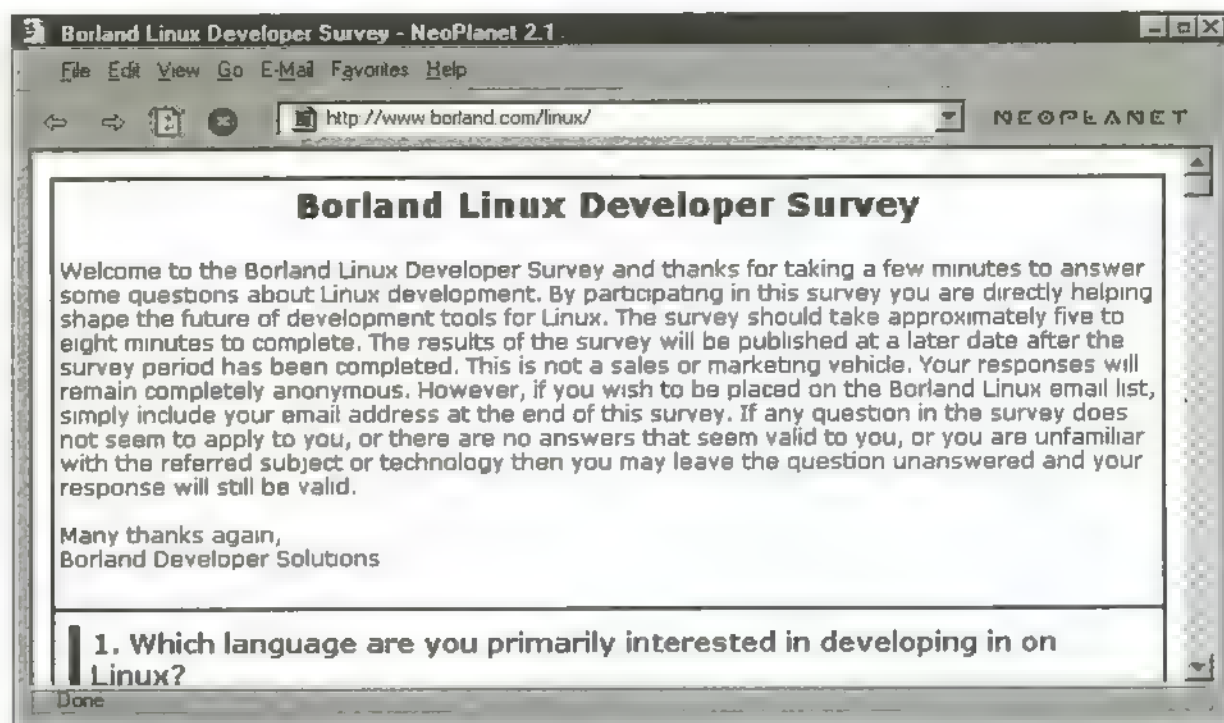 Borland Linux Developer Survey - NeoPlanet 2.1
File Edit View Go E-Mail Favorites Help
http://www.borland.com/linux/
NEOPLANET
Borland Linux Developer Survey
Welcome to the Borland Linux Developer Survey and thanks for taking a few minutes to answer
some questions about Linux development. By participating in this survey you are directly helping
shape the future of development tools for Linux. The survey should take approximately five to
eight minutes to complete. The results of the survey will be published at a later date after the
survey period has been completed. This is not a sales or marketing vehicle. Your responses will
remain completely anonymous. However, if you wish to be placed on the Borland Linux email list,
simply include your email address at the end of this survey. If any question in the survey does
not seem to apply to you, or there are no answers that seem valid to you, or you are unfamiliar
with the referred subject or technology then you may leave the question unanswered and your
response will still be valid.
Many thanks again,
Borland Developer Solutions
1. Which language are you primarily interested in developing in on
Linux?
Done